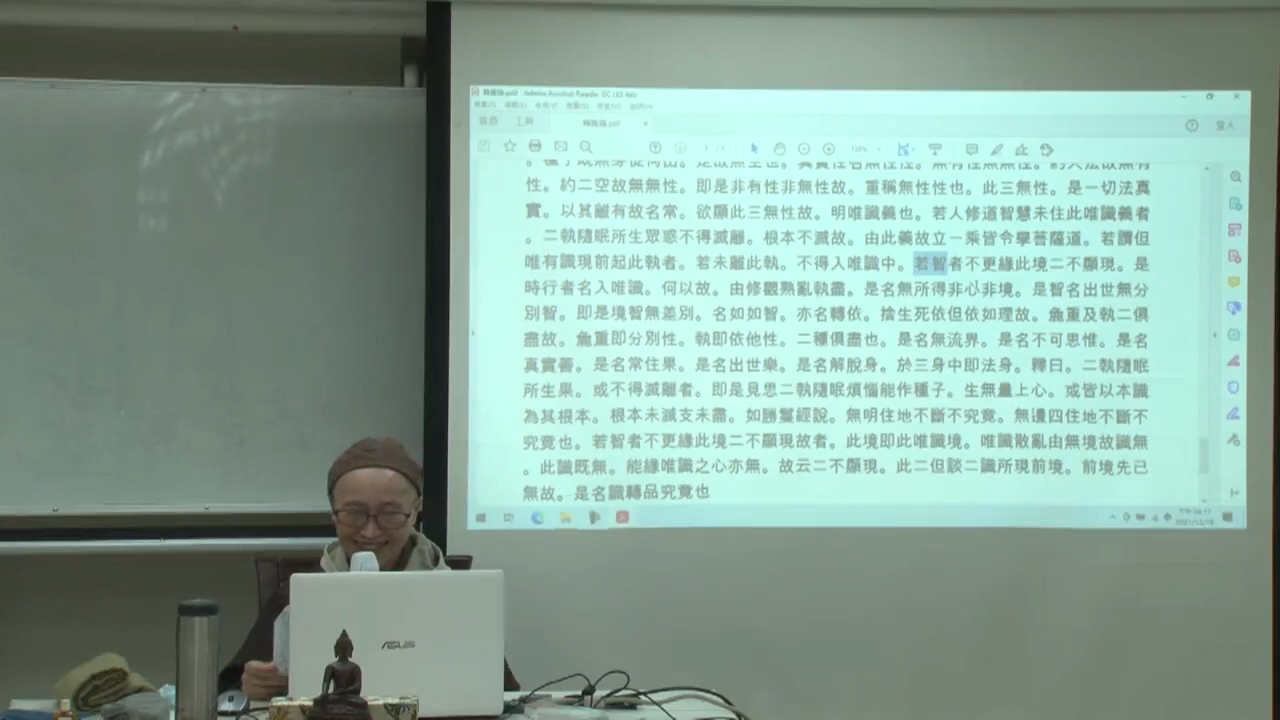 轉識論.pdf - Adobe Acrobat Reader DC (32-bit)
首頁 工具 轉識論.pdf × 登入
性。約二空故無無性。即是非有性非無性故。重稱無性性也。此三無性。是一切法真
實。以其離有故名常。欲顯此三無性故。明唯識義也。若人修道智慧未住此唯識義者
。二執隨眠所生眾惑不得滅離。根本不滅故。由此義故立一乘皆令學菩薩道。若謂但
唯有識現前起此執者。若未離此執。不得入唯識中。若智者不更緣此境二不顯現。是
時行者名入唯識。何以故。由修觀熟亂執盡。是名無所得非心非境。是智名出世無分
別智。即是境智無差別。名如如智。亦名轉依。捨生死依但依如理故。麁重及執二俱
盡故。麁重即分別性。執即依他性。二種俱盡也。是名無流界。是名不可思惟。是名
真實善。是名常住果。是名出世樂。是名解脫身。於三身中即法身。釋曰。二執隨眠
所生果。或不得滅離者。即是見思二執隨眠煩惱能作種子。生無量上心。或皆以本識
為其根本。根本未滅支未盡。如勝鬘經說。無明住地不斷不究竟。無邊四住地不斷不
究竟也。若智者不更緣此境二不顯現故者。此境即此唯識境。唯識散亂由無境故識無
。此識既無。能緣唯識之心亦無。故云二不顯現。此二但談二識所現前境。前境先已
無故。是名識轉品究竟也
ASUS